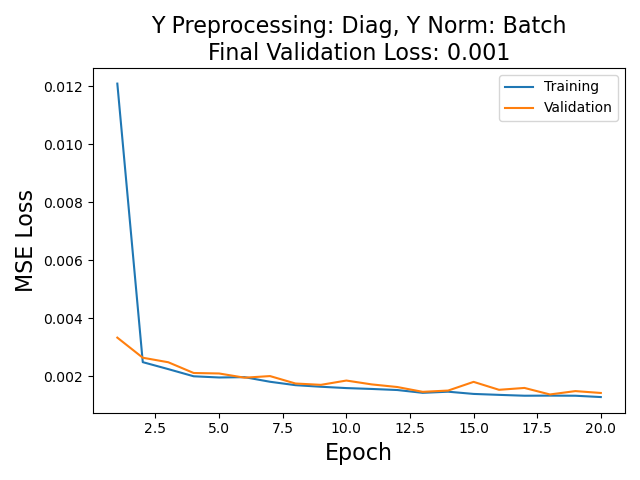 Y Preprocessing: Diag, Y Norm: Batch
Final Validation Loss: 0.001
Training
Validation
0.012
0.010
0.008
0.006
0.004
0.002
MSE Loss
2.5
5.0
7.5
10.0
12.5
15.0
17.5
20.0
Epoch